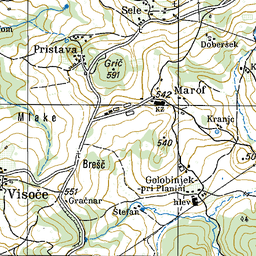 Sele
Pristava
Doberšek
Grič
591
542
Marof
KZ
Mlake
Kranjc
540
Brešč
Golobinjek
pri Planini
551
Visoče
Gračnar
hlev
Štefan